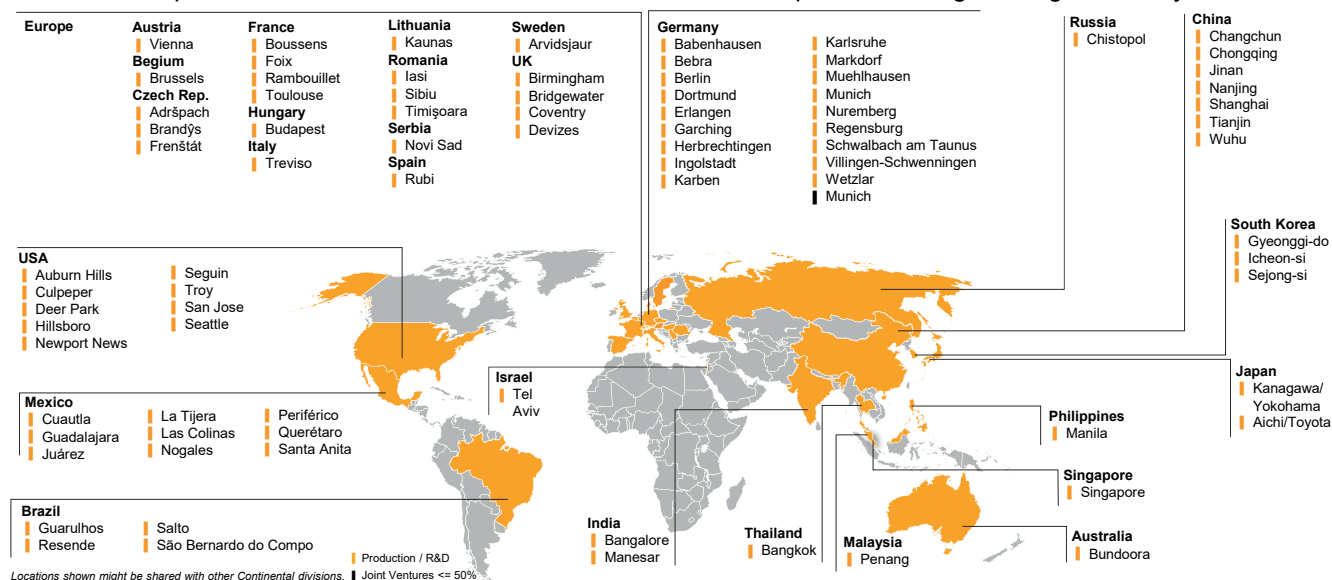 Europe
Austria
Vienna
Begium
Brussels
Czech Rep.
Adršpach
Brandŷs
Frenštát
France
Boussens
Foix
Rambouillet
Toulouse
Hungary
Budapest
Italy
Treviso
Lithuania
Kaunas
Romania
Iasi
Sibiu
Timişoara
Serbia
Novi Sad
Spain
Rubi
Sweden
Arvidsjaur
UK
Birmingham
Bridgewater
Coventry
Devizes
Germany
Babenhausen
Bebra
Berlin
Dortmund
Erlangen
Garching
Herbrechtingen
Ingolstadt
Karben
Karlsruhe
Markdorf
Muehlhausen
Munich
Nuremberg
Regensburg
Schwalbach am Taunus
Villingen-Schwenningen
Wetzlar
Munich
Russia
Chistopol
China
Changchun
Chongqing
Jinan
Nanjing
Shanghai
Tianjin
Wuhu
South Korea
Gyeonggi-do
Icheon-si
Sejong-si
USA
Auburn Hills
Culpeper
Deer Park
Hillsboro
Newport News
Seguin
Troy
San Jose
Seattle
Israel
Tel
Aviv
Japan
Kanagawa/
Yokohama
Aichi/Toyota
Mexico
Cuautla
Guadalajara
Juárez
La Tijera
Las Colinas
Nogales
Periférico
Querétaro
Santa Anita
Philippines
Manila
Singapore
Singapore
Brazil
Guarulhos
Resende
Salto
São Bernardo do Compo
India
Bangalore
Manesar
Thailand
Bangkok
Malaysia
Penang
Australia
Bundoora
Production / R&D
Joint Ventures <= 50%
Locations shown might be shared with other Continental divisions.